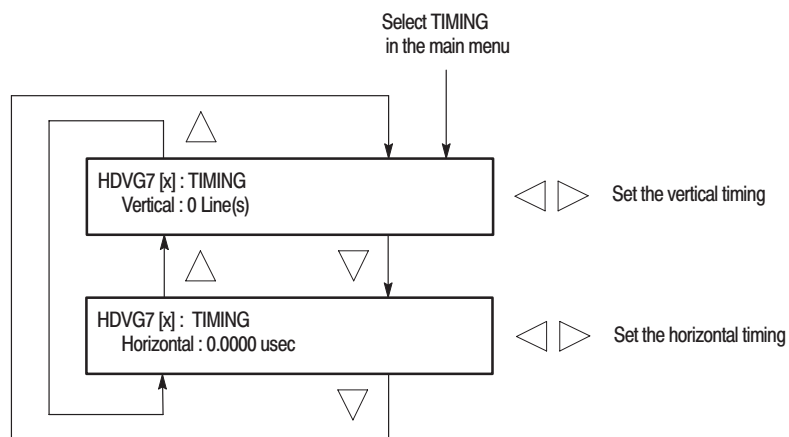 Select TIMING
in the main menu
HDVG7 [x] : TIMING
Vertical : 0 Line(s)
Set the vertical timing
HDVG7 [x] : TIMING
Horizontal : 0.0000 usec
Set the horizontal timing